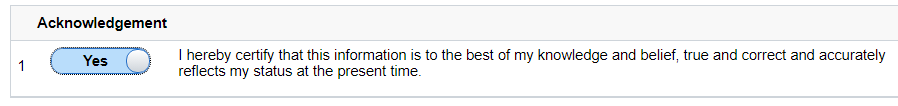 Acknowledgement
1 Yes I hereby certify that this information is to the best of my knowledge and belief, true and correct and accurately
reflects my status at the present time.